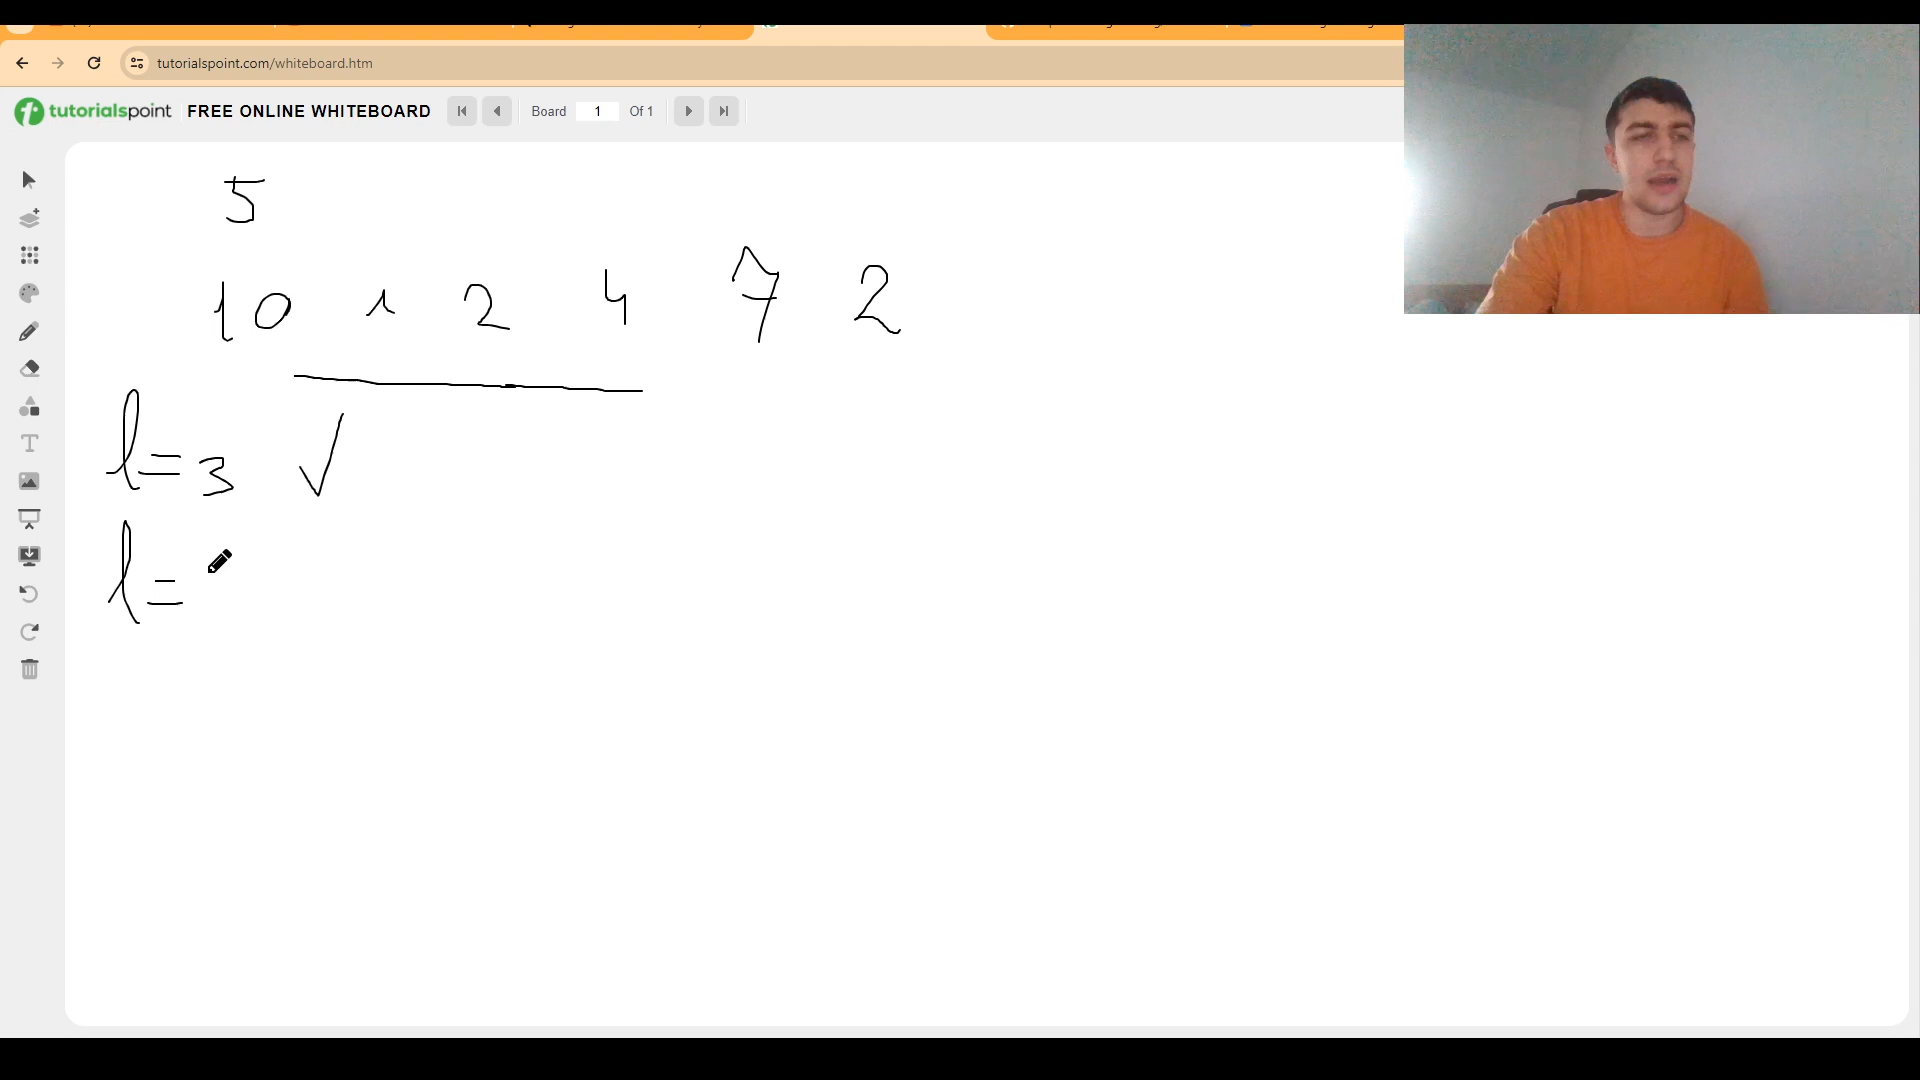 tutorialspoint.com/whiteboard.htm
tutorialspoint FREE ONLINE WHITEBOARD Board 1 Of 1
5
10 1 2 4 7 2
l=3 √
l=
T